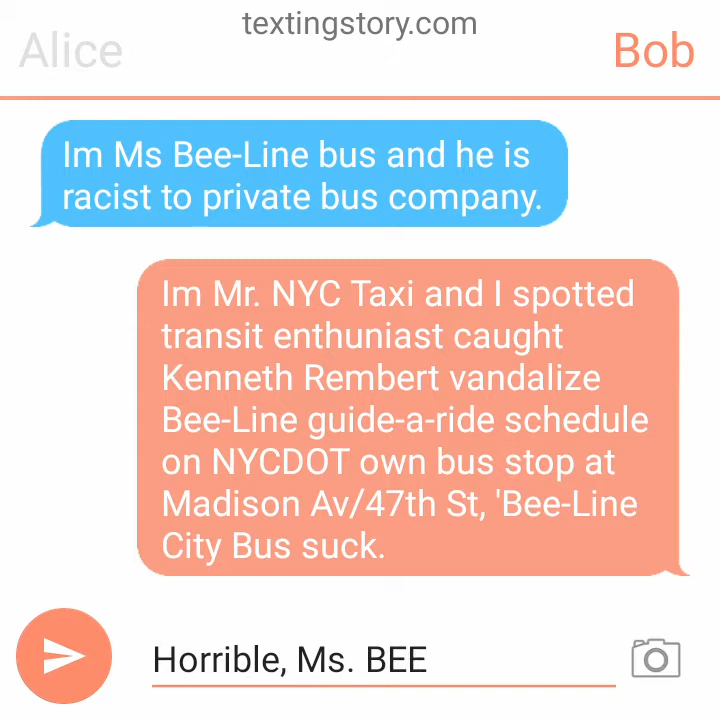 textingstory.com
Alice
Bob
Im Ms Bee-Line bus and he is
racist to private bus company.
Im Mr. NYC Taxi and I spotted
transit enthuniast caught
Kenneth Rembert vandalize
Bee-Line guide-a-ride schedule
on NYCDOT own bus stop at
Madison Av/47th St, 'Bee-Line
City Bus suck.
Horrible, Ms. BEE